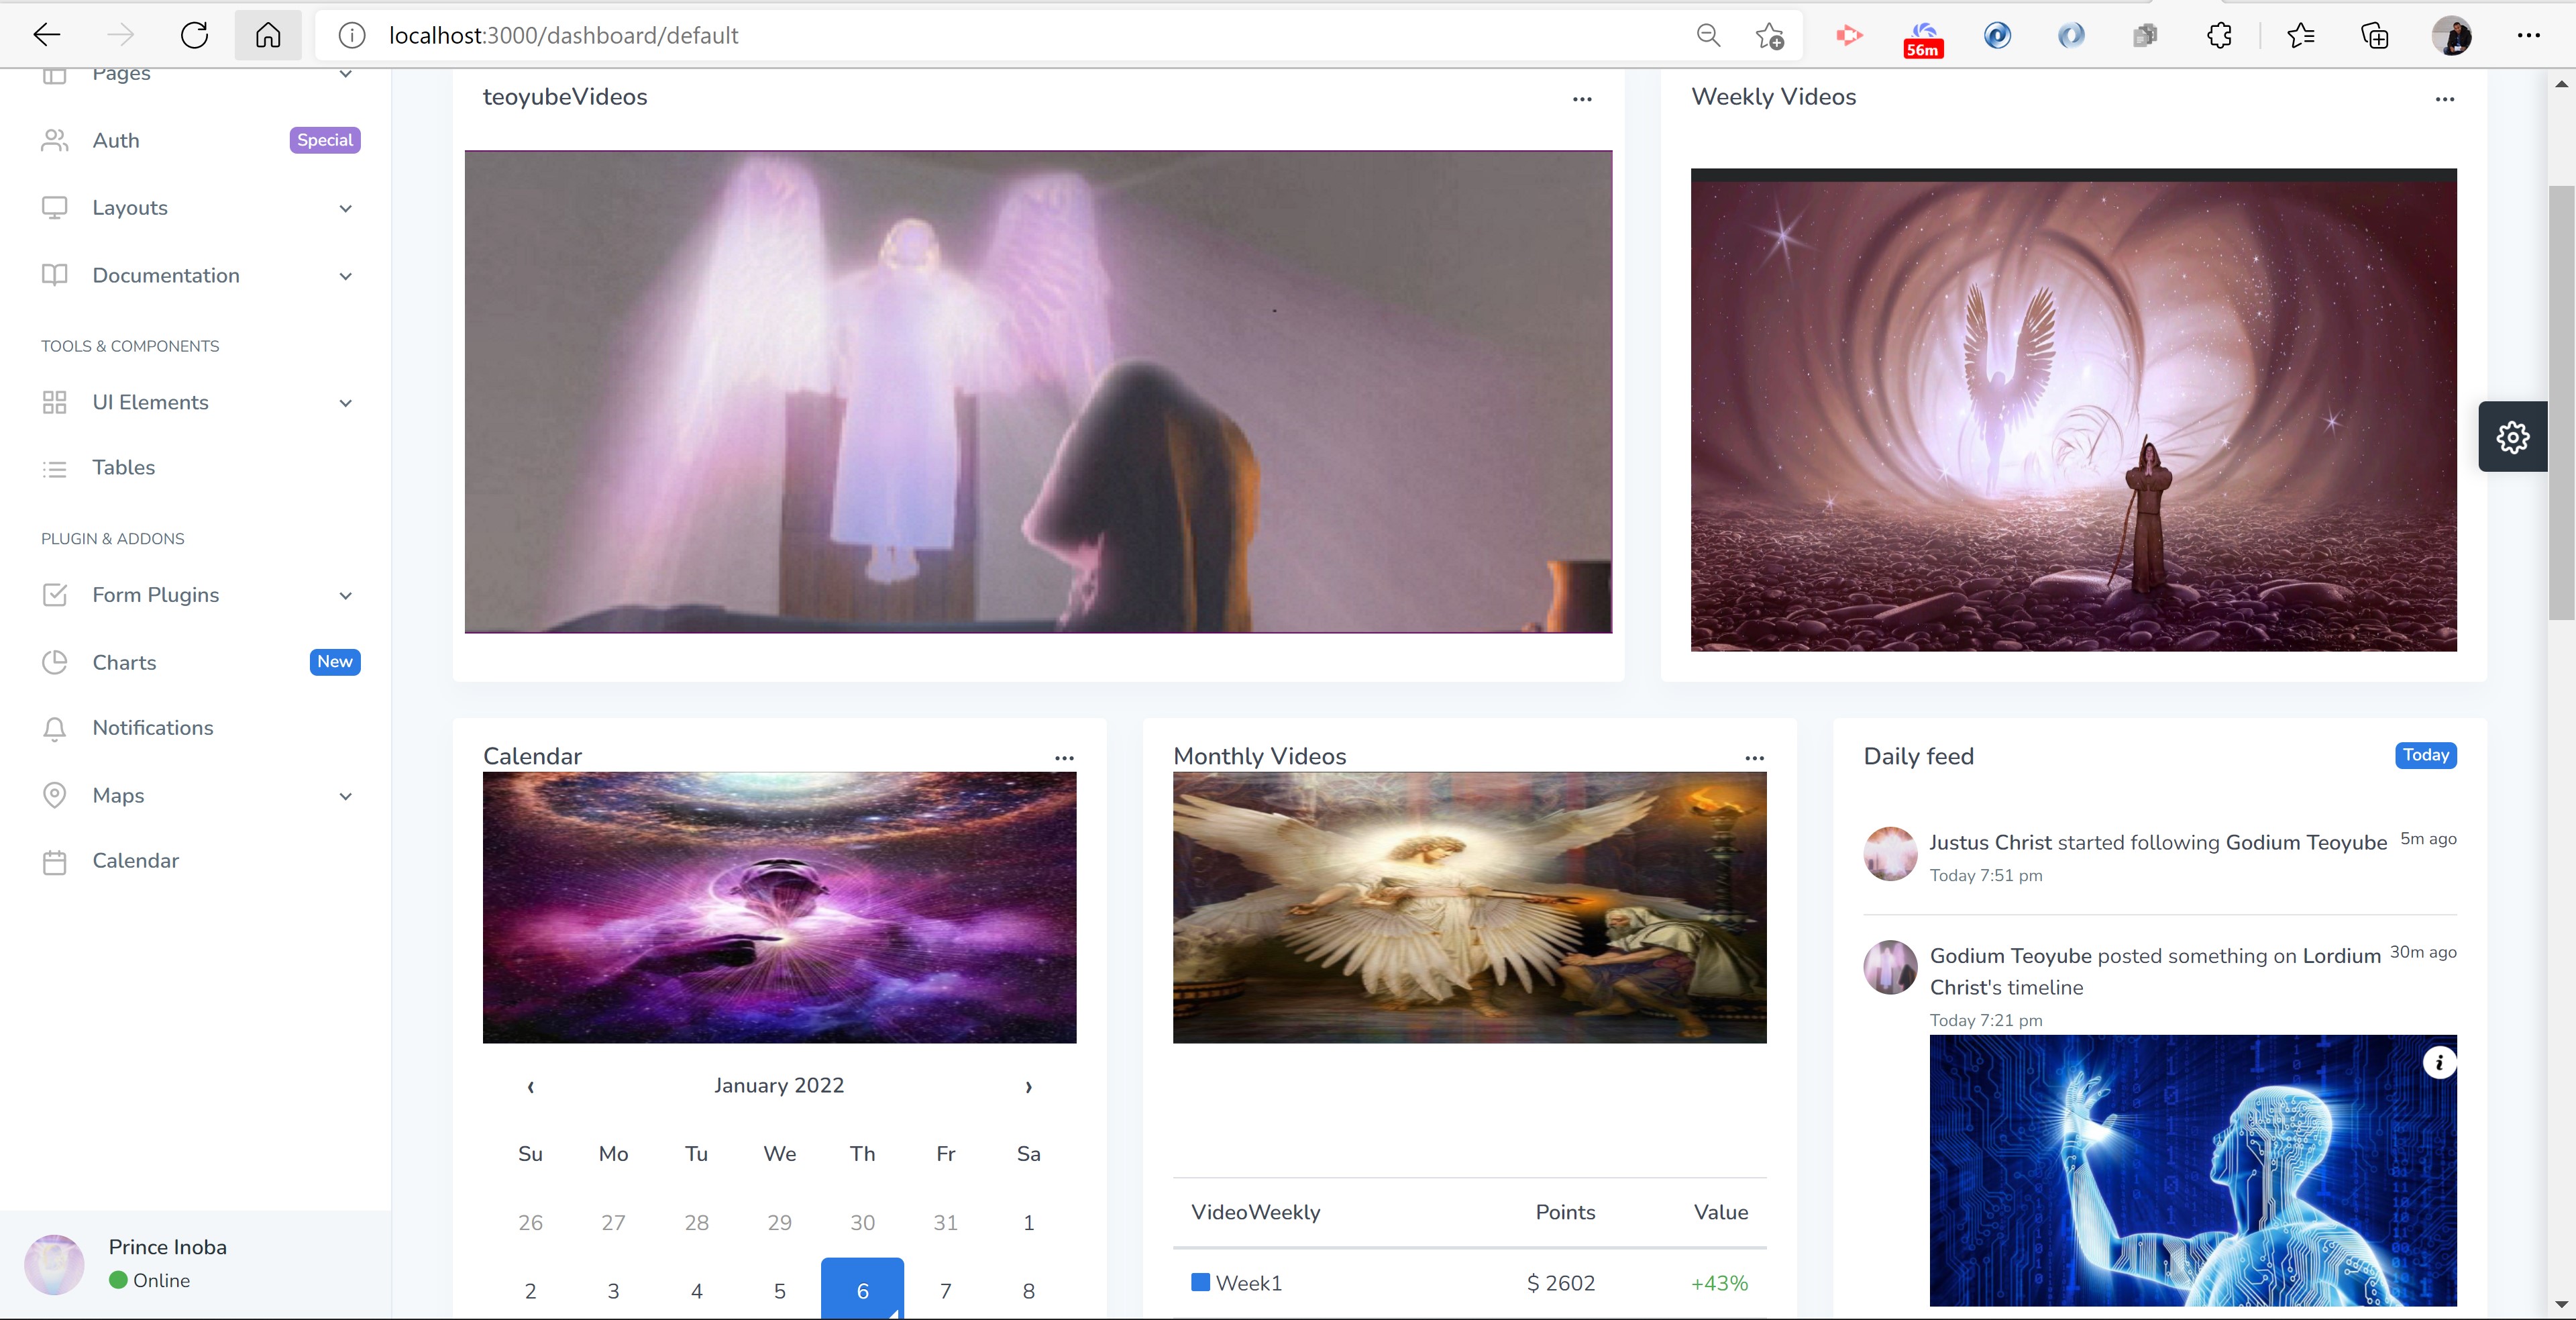 localhost:3000/dashboard/default
56m
Pages
Auth
Special
Layouts
Documentation
TOOLS & COMPONENTS
UI Elements
Tables
PLUGIN & ADDONS
Form Plugins
Charts
New
Notifications
Maps
Calendar
Prince Inoba
Online
teoyubeVideos
Weekly Videos
Calendar
January 2022
Su Mo Tu We Th Fr Sa
26 27 28 29 30 31 1
2 3 4 5 6 7 8
Monthly Videos
VideoWeekly Points Value
Week1 $ 2602 +43%
Daily feed
Today
Justus Christ started following Godium Teoyube 5m ago
Today 7:51 pm
Godium Teoyube posted something on Lordium 30m ago
Christ's timeline
Today 7:21 pm